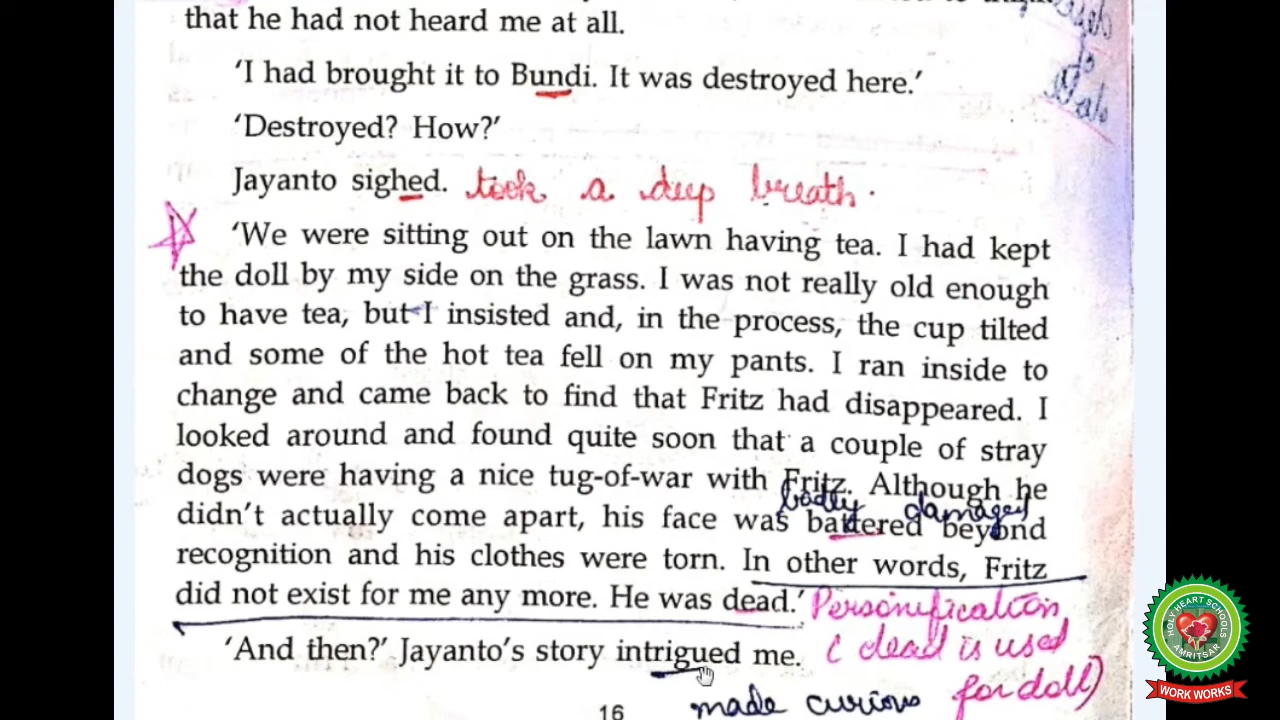 that he had not heard me at all.
'I had brought it to Bundi. It was destroyed here.'
'Destroyed? How?'
Jayanto sighed. took a deep breath.
'We were sitting out on the lawn having tea. I had kept
the doll by my side on the grass. I was not really old enough
to have tea, but I insisted and, in the process, the cup tilted
and some of the hot tea fell on my pants. I ran inside to
change and came back to find that Fritz had disappeared. I
looked around and found quite soon that a couple of stray
dogs were having a nice tug-of-war with Fritz. Although he
badly damaged
didn't actually come apart, his face was battered beyond
recognition and his clothes were torn. In other words, Fritz
did not exist for me any more. He was dead.' Personification
'And then?' Jayanto's story intrigued me. ( dead is used
for doll)
16 made curious
HOLY HEART SCHOOLS
AMRITSAR
WORK WORKS